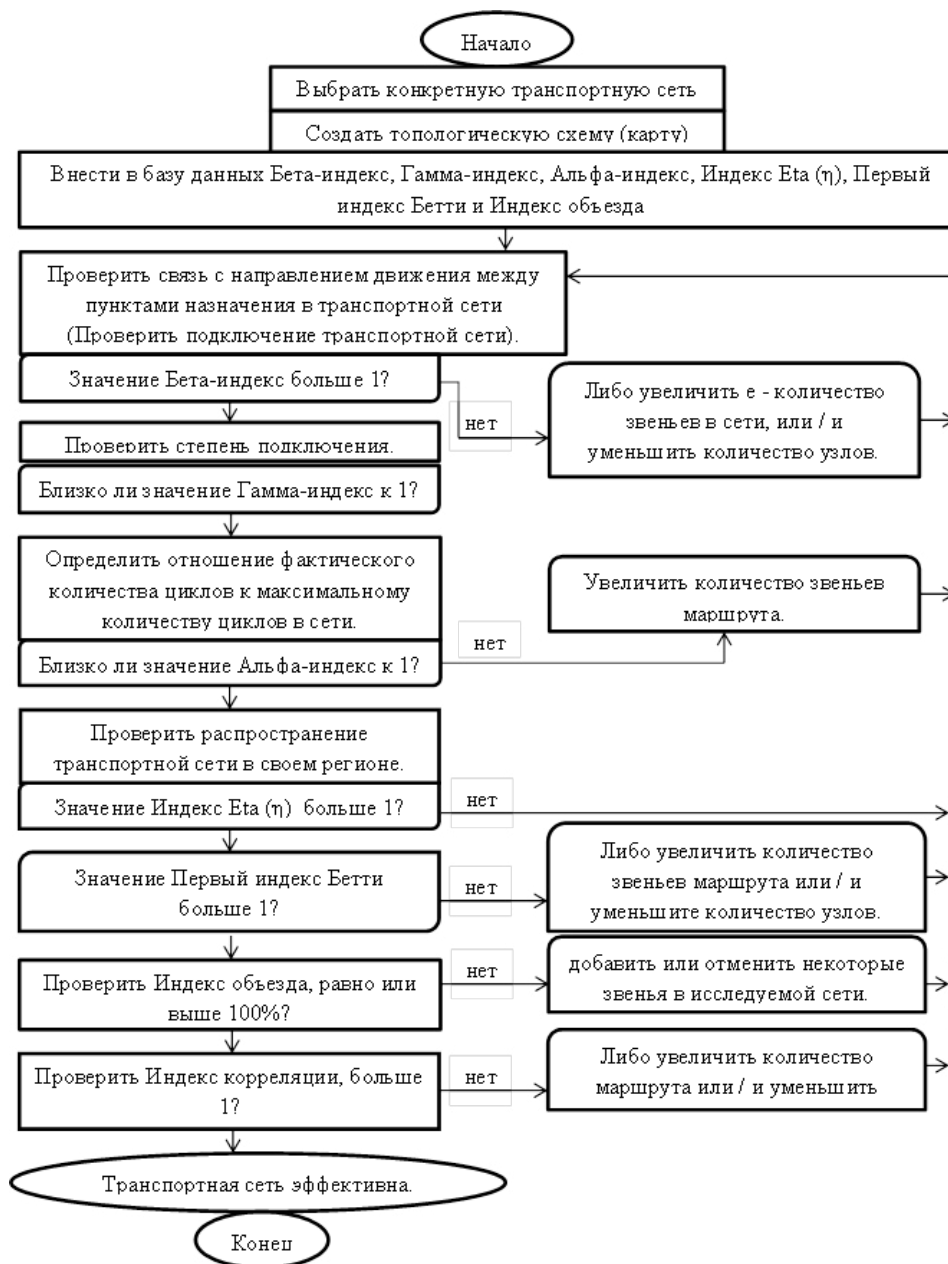 Начало
Выбрать конкретную транспортную сеть
Создать топологическую схему (карту)
Внести в базу данных Бета-индекс, Гамма-индекс, Альфа-индекс, Индекс Eta (η), Первый
индекс Бетти и Индекс объезда
Проверить связь с направлением движения между
пунктами назначения в транспортной сети
(Проверить подключение транспортной сети).
Значение Бета-индекс больше 1?
нет
Либо увеличить е - количество
звеньев в сети, или / и
уменьшить количество узлов.
Проверить степень подключения.
Близко ли значение Гамма-индекс к 1?
Определить отношение фактического
количества циклов к максимальному
количеству циклов в сети.
Близко ли значение Альфа-индекс к 1?
нет
Увеличить количество звеньев
маршрута.
Проверить распространение
транспортной сети в своем регионе.
Значение Индекс Eta (η) больше 1?
нет
Значение Первый индекс Бетти
больше 1?
нет
Либо увеличить количество
звеньев маршрута или / и
уменьшите количество узлов.
Проверить Индекс объезда, равно или
выше 100%?
нет
добавить или отменить некоторые
звенья в исследуемой сети.
Проверить Индекс корреляции, больше
1?
нет
Либо увеличить количество
маршрута или / и уменьшить
Транспортная сеть эффективна.
Конец